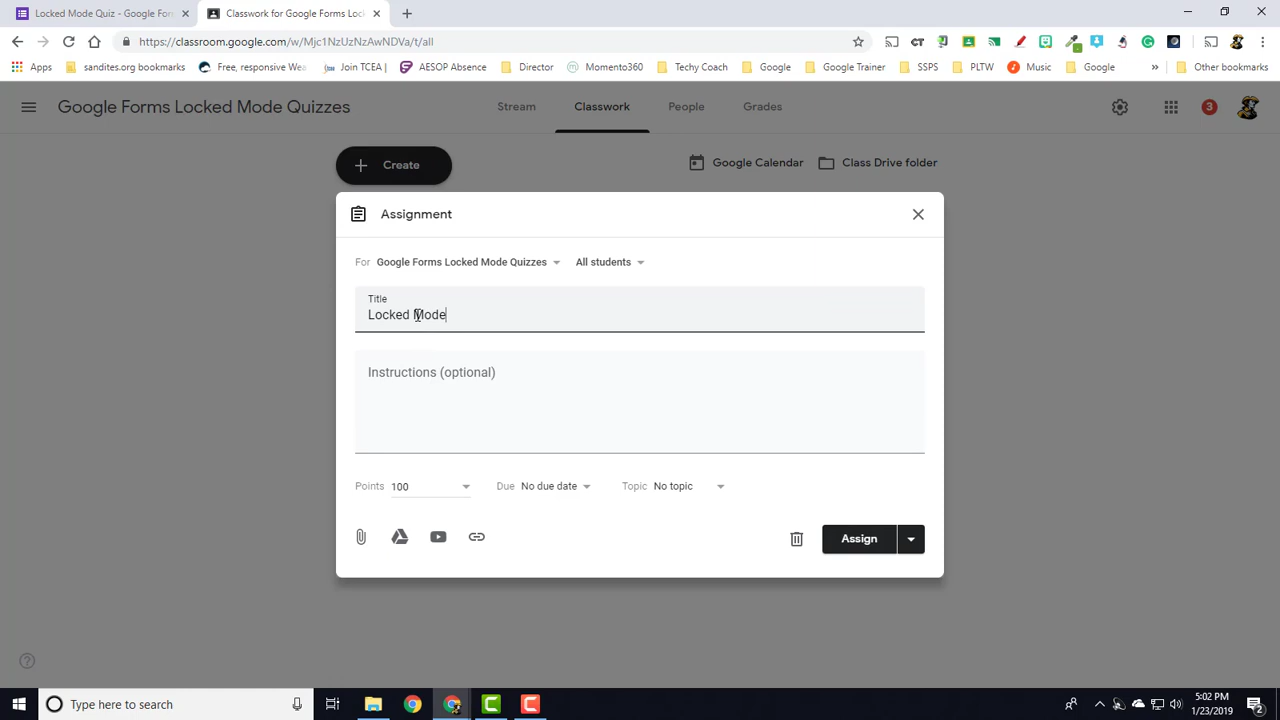 Locked Mode Quiz - Google Forn
Classwork for Google Forms Loc
https://classroom.google.com/w/Mjc1NzUzNzAwNDVa/t/all
Apps
sandites.org bookmarks
Free, responsive Wea
Join TCEA |
AESOP Absence
Director
Momento360
Techy Coach
Google
Google Trainer
SSPS
PLTW
Music
Google
»
Other bookmarks
Google Forms Locked Mode Quizzes
Stream
Classwork
People
Grades
3
Create
Google Calendar
Class Drive folder
Assignment
For Google Forms Locked Mode Quizzes All students
Title
Locked Mode
Instructions (optional)
Points 100 Due No due date Topic No topic
Assign
Type here to search
5:02 PM
1/23/2019
2